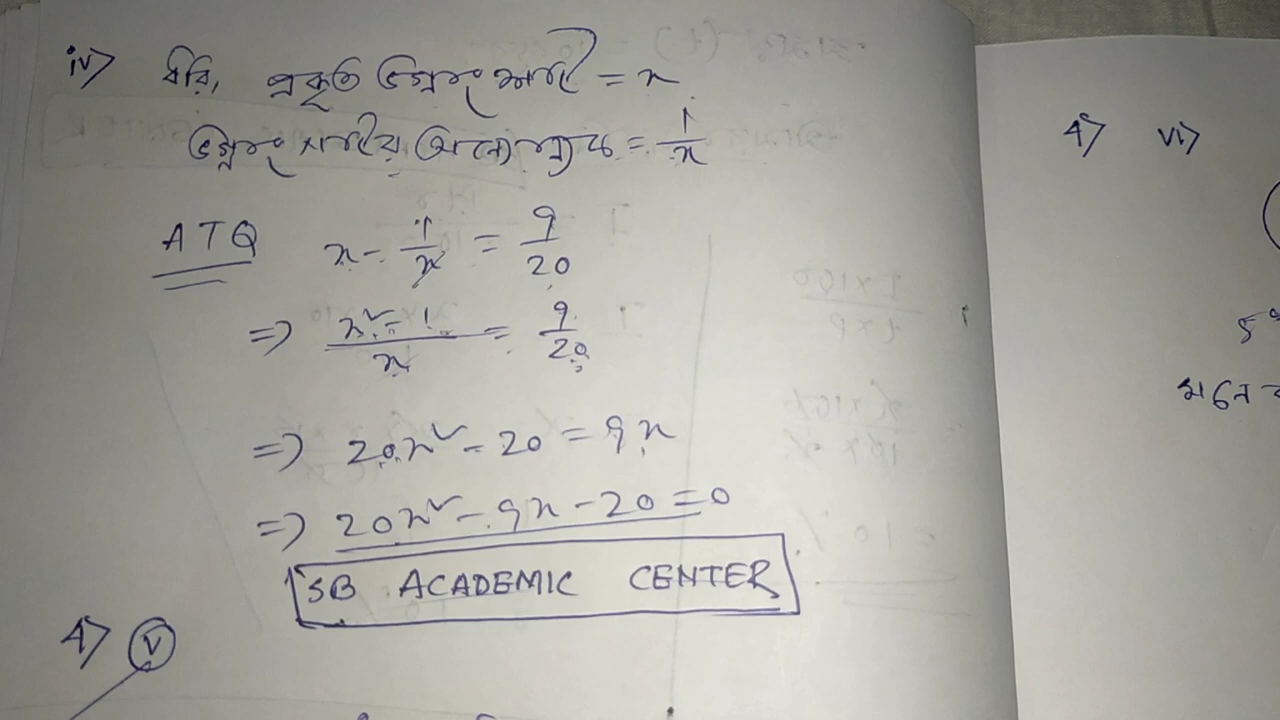 iv> ধরি, প্রকৃত ভগ্নাংশটি = x
ভগ্নাংশটির অন্যোন্যক = 1/x
ATQ x - 1/x = 9/20
=> x² - 1/x = 9/20
=> 20x² - 20 = 9x
=> 20x² - 9x - 20 = 0
SB ACADEMIC CENTER
4> v
4> vi>